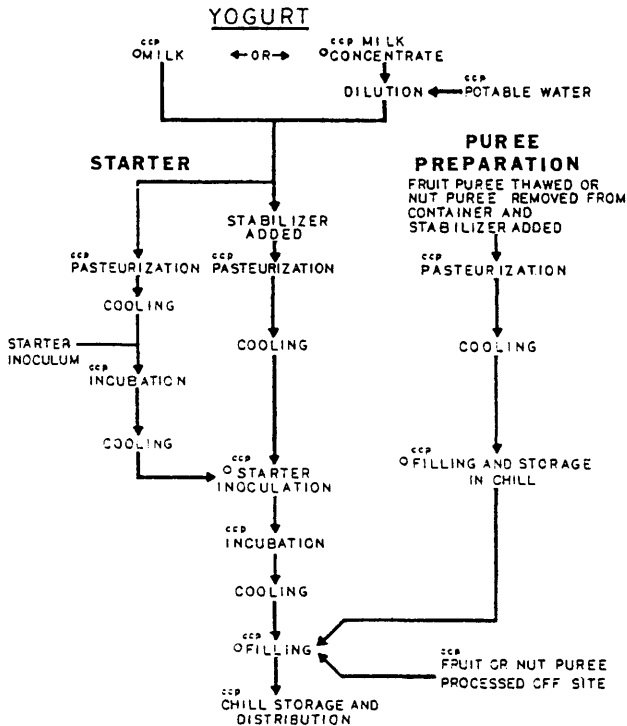 YOGURT
ccp ccp MILK
MILK OR CONCENTRATE
ccp
DILUTION POTABLE WATER
STARTER
PUREE
PREPARATION
FRUIT PUREE THAWED OR
NUT PUREE REMOVED FROM
CONTAINER AND
STABILIZER ADDED
STABILIZER
ADDED
ccp ccp ccp
PASTEURIZATION PASTEURIZATION PASTEURIZATION
COOLING
STARTER
INOCULUM
COOLING COOLING
ccp
INCUBATION
COOLING
ccp
STARTER
INOCULATION
ccp
FILLING AND STORAGE
IN CHILL
ccp
INCUBATION
COOLING
ccp
FILLING
ccp
FRUIT OR NUT PUREE
PROCESSED OFF SITE
ccp
CHILL STORAGE AND
DISTRIBUTION